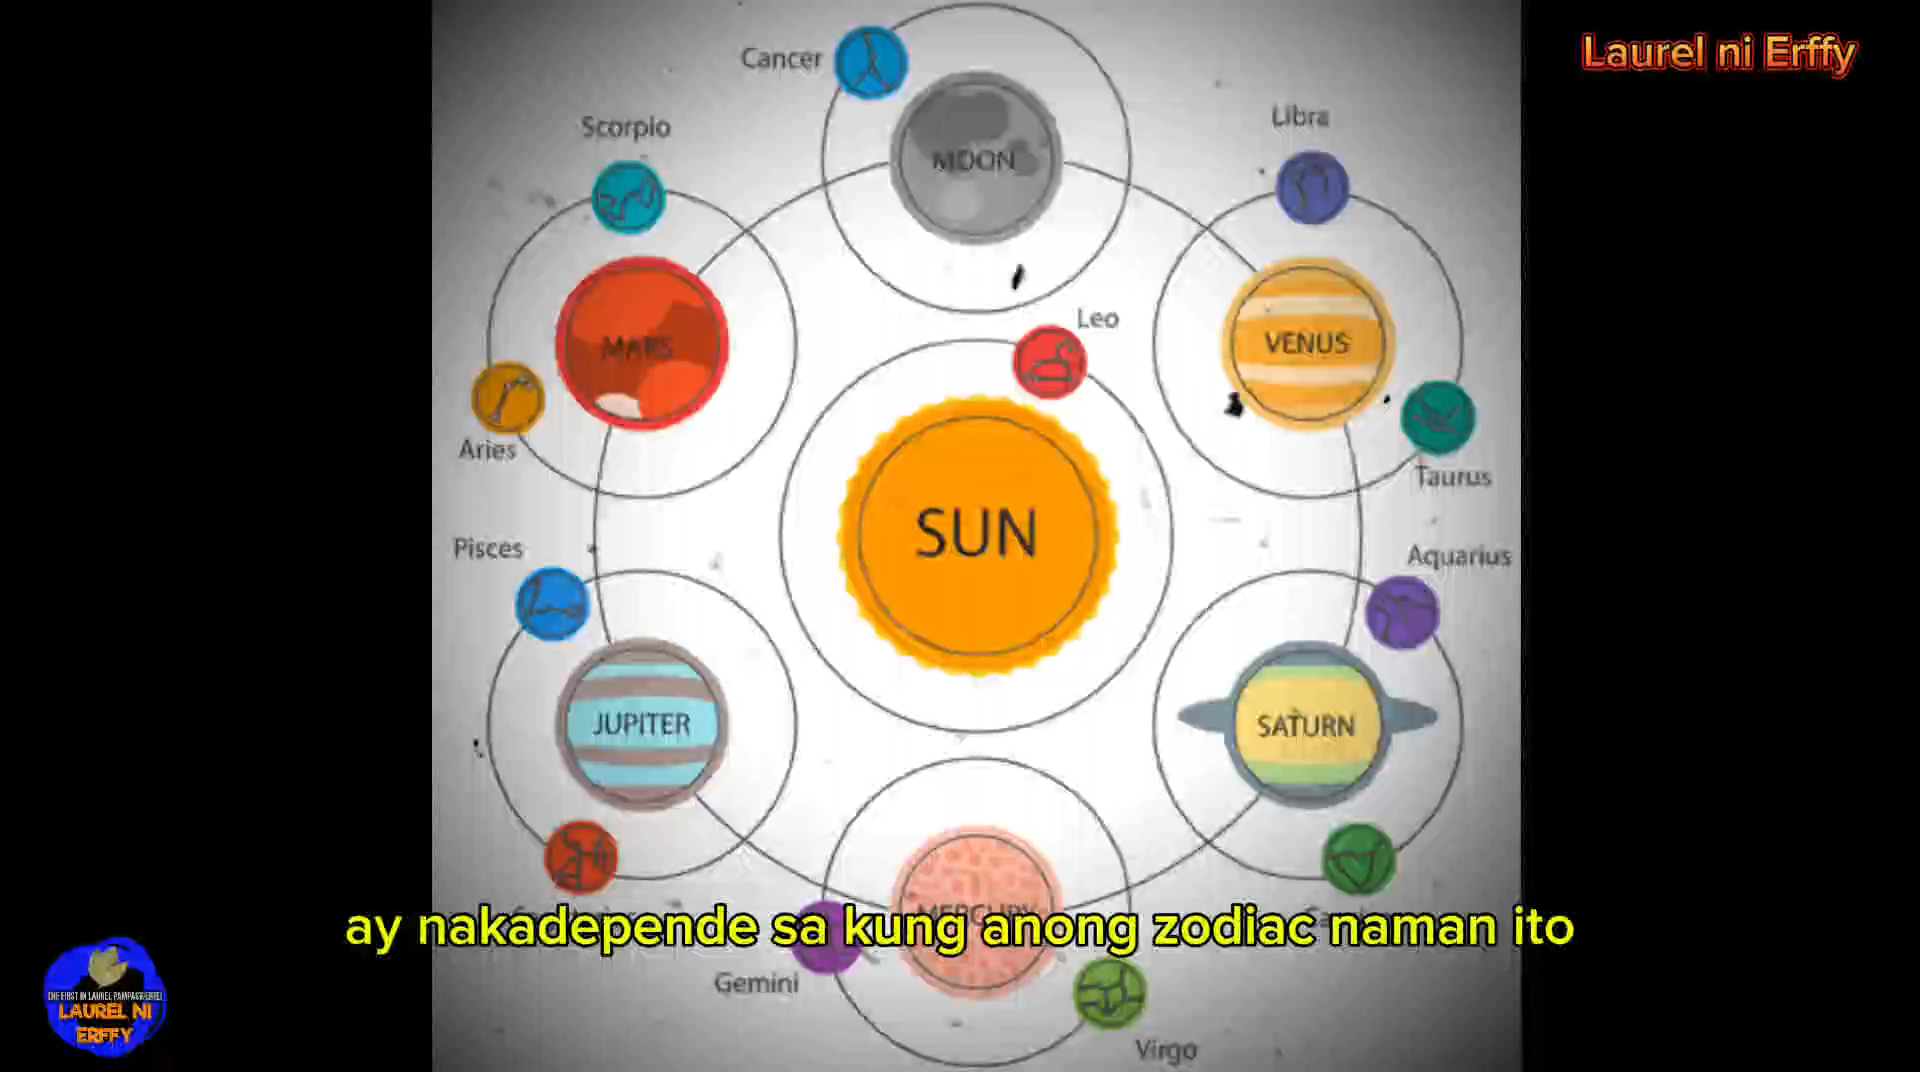 Laurel ni Erffy
Cancer
Scorpio
Libra
MOON
Leo
MARS
VENUS
Aries
Taurus
SUN
Pisces
Aquarius
JUPITER
SATURN
MERCURY
ay nakadepende sa kung anong zodiac naman ito
Gemini
Virgo
LAUREL NI
ERFFY